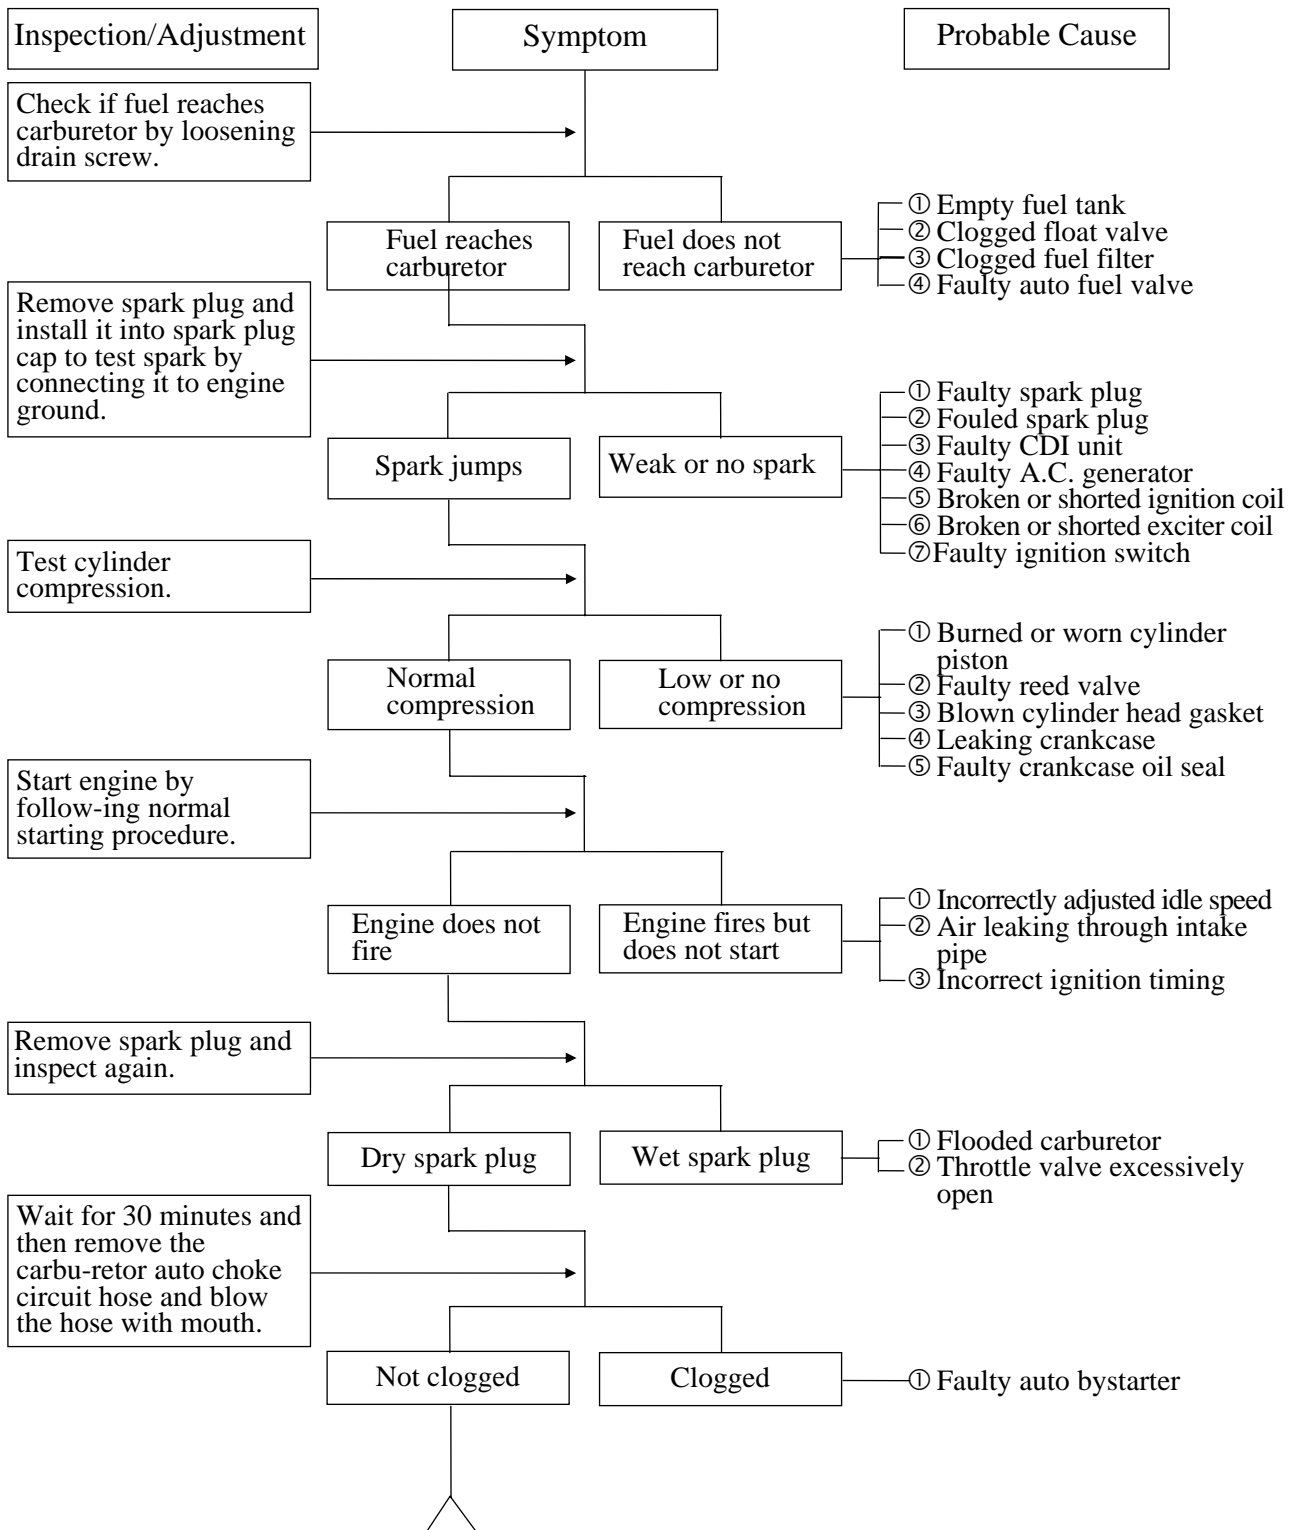 Inspection/Adjustment
Symptom
Probable Cause
Check if fuel reaches
carburetor by loosening
drain screw.
Fuel reaches
carburetor
Fuel does not
reach carburetor
① Empty fuel tank
② Clogged float valve
③ Clogged fuel filter
④ Faulty auto fuel valve
Remove spark plug and
install it into spark plug
cap to test spark by
connecting it to engine
ground.
Spark jumps
Weak or no spark
① Faulty spark plug
② Fouled spark plug
③ Faulty CDI unit
④ Faulty A.C. generator
⑤ Broken or shorted ignition coil
⑥ Broken or shorted exciter coil
⑦Faulty ignition switch
Test cylinder
compression.
Normal
compression
Low or no
compression
① Burned or worn cylinder
piston
② Faulty reed valve
③ Blown cylinder head gasket
④ Leaking crankcase
⑤ Faulty crankcase oil seal
Start engine by
follow-ing normal
starting procedure.
Engine does not
fire
Engine fires but
does not start
① Incorrectly adjusted idle speed
② Air leaking through intake
pipe
③ Incorrect ignition timing
Remove spark plug and
inspect again.
Dry spark plug
Wet spark plug
① Flooded carburetor
② Throttle valve excessively
open
Wait for 30 minutes and
then remove the
carbu-retor auto choke
circuit hose and blow
the hose with mouth.
Not clogged
Clogged
① Faulty auto bystarter